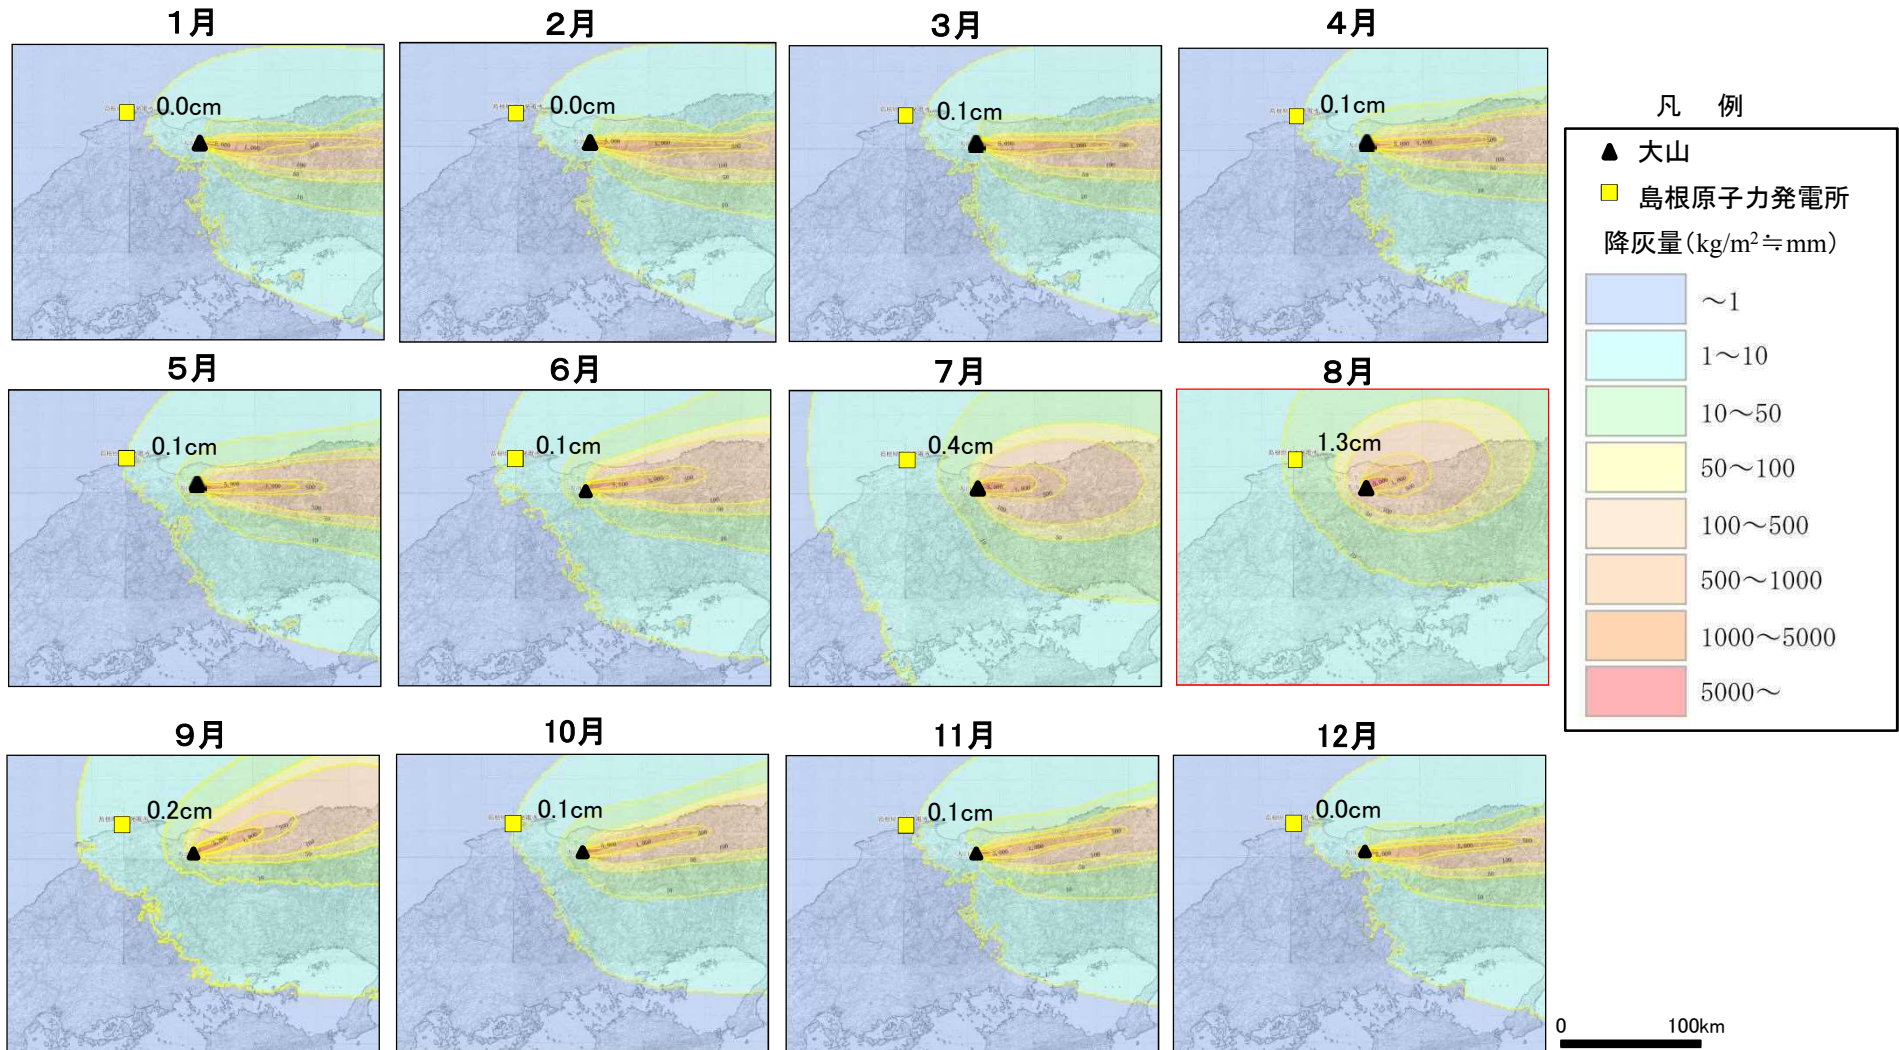 1月
2月
3月
4月
0.0cm
0.0cm
0.1cm
0.1cm
5月
6月
7月
8月
0.1cm
0.1cm
0.4cm
1.3cm
9月
10月
11月
12月
0.2cm
0.1cm
0.1cm
0.0cm
凡 例
大山
島根原子力発電所
降灰量(kg/m²≒mm)
～1
1～10
10～50
50～100
100～500
500～1000
1000～5000
5000～
0 100km